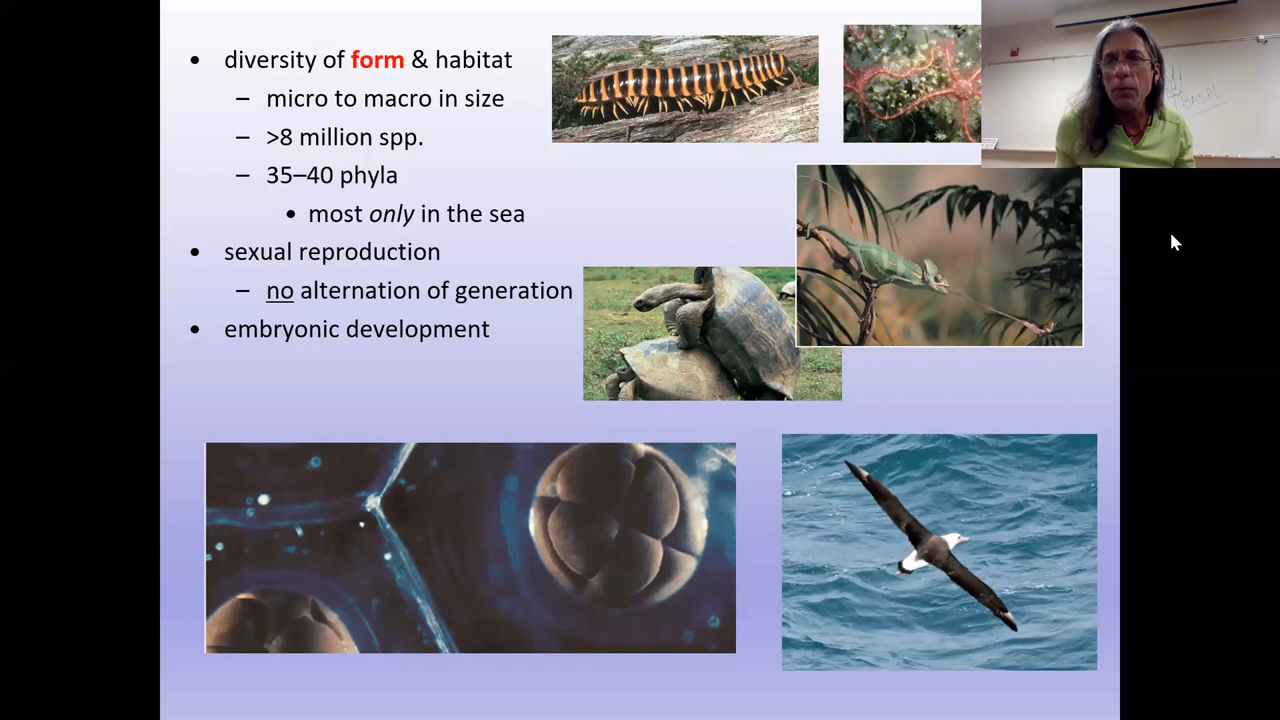 • diversity of form & habitat
– micro to macro in size
– >8 million spp.
– 35–40 phyla
• most only in the sea
• sexual reproduction
– no alternation of generation
• embryonic development
BASAL